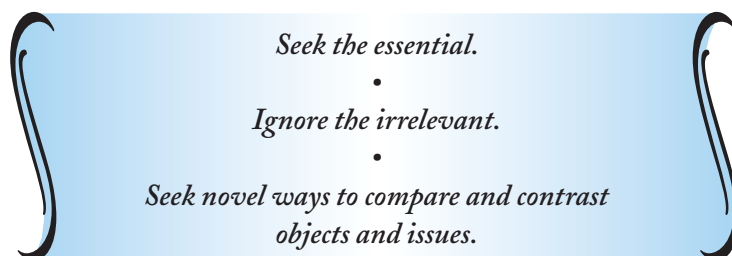 Seek the essential.
•
Ignore the irrelevant.
•
Seek novel ways to compare and contrast
objects and issues.